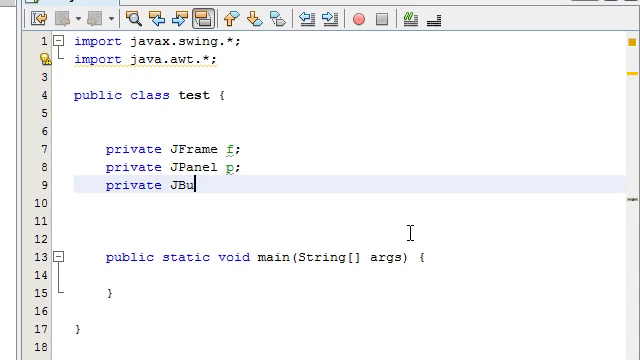 1 import javax.swing.*;
2 import java.awt.*;
3
4 public class test {
5
6
7 private JFrame f;
8 private JPanel p;
9 private JBu
10
11
12
13 public static void main(String[] args) {
14
15 }
16
17 }
18